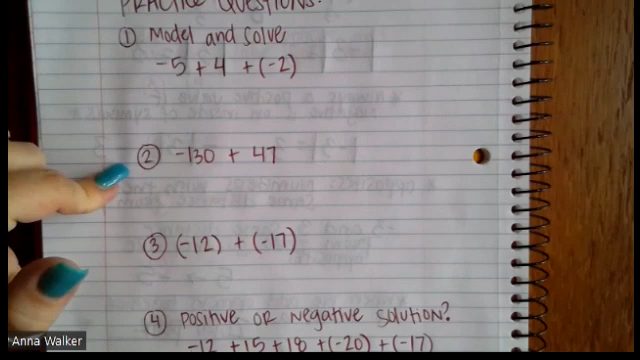 PRACTICE QUESTIONS:
① Model and solve
-5 + 4 + (-2)
② -130 + 47
③ (-12) + (-17)
④ positive or negative solution?
-12 + 15 + 18 + (-20) + (-17)
Anna Walker